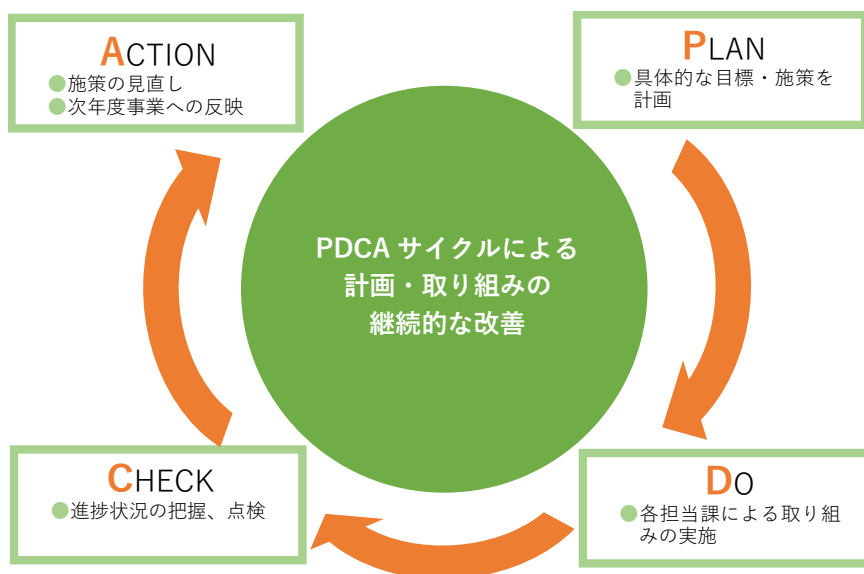 ACTION
●施策の見直し
●次年度事業への反映
PLAN
●具体的な目標・施策を
計画
PDCA サイクルによる
計画・取り組みの
継続的な改善
CHECK
●進捗状況の把握、点検
DO
●各担当課による取り組
みの実施